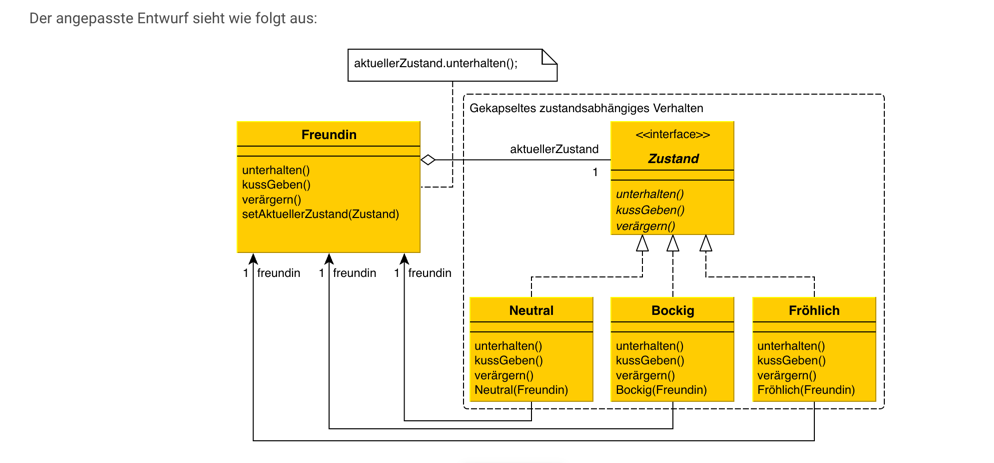 Der angepasste Entwurf sieht wie folgt aus:
aktuellerZustand.unterhalten();
Gekapseltes zustandsabhängiges Verhalten
Freundin
unterhalten()
kussGeben()
verärgern()
setAktuellerZustand(Zustand)
aktuellerZustand
1
<<interface>>
Zustand
unterhalten()
kussGeben()
verärgern()
1 freundin
1 freundin
1 freundin
Neutral
unterhalten()
kussGeben()
verärgern()
Neutral(Freundin)
Bockig
unterhalten()
kussGeben()
verärgern()
Bockig(Freundin)
Fröhlich
unterhalten()
kussGeben()
verärgern()
Fröhlich(Freundin)